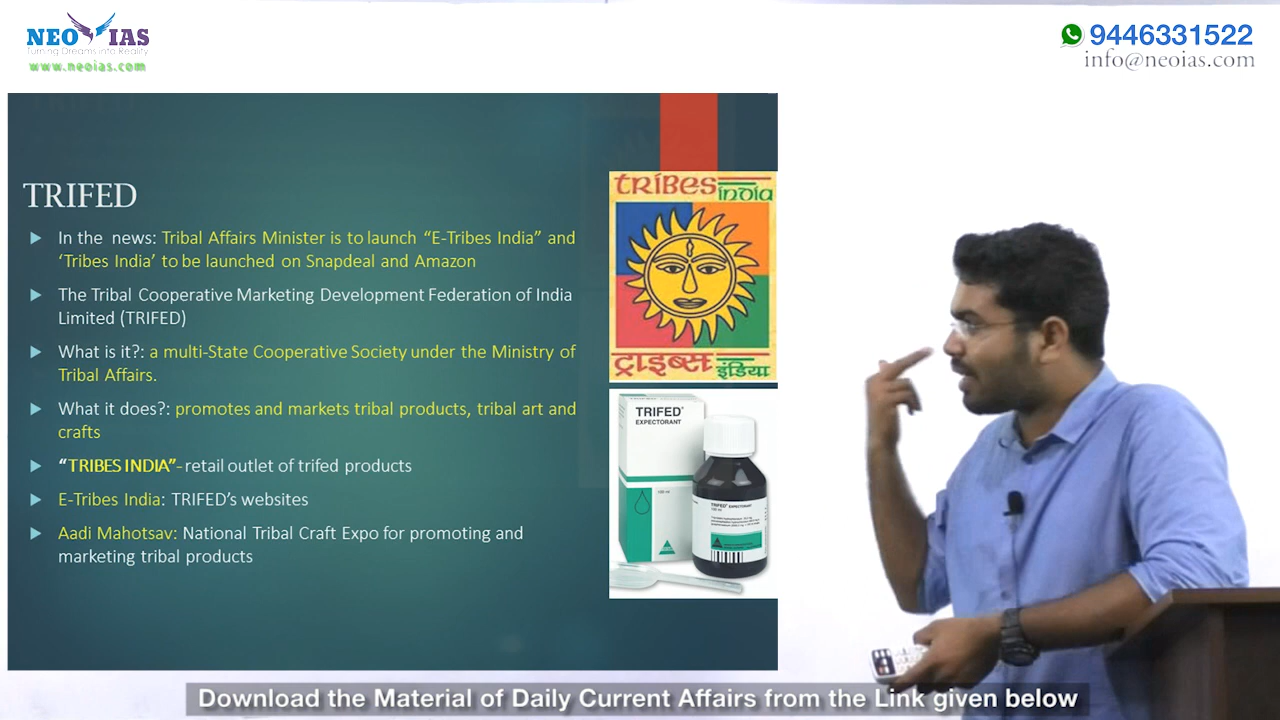 NEO IAS
Turning Dreams into Reality
www.neoias.com
9446331522
info@neoias.com
TRIFED
In the news: Tribal Affairs Minister is to launch “E-Tribes India” and
‘Tribes India’ to be launched on Snapdeal and Amazon
The Tribal Cooperative Marketing Development Federation of India
Limited (TRIFED)
What is it?: a multi-State Cooperative Society under the Ministry of
Tribal Affairs.
What it does?: promotes and markets tribal products, tribal art and
crafts
“TRIBES INDIA”- retail outlet of trifed products
E-Tribes India: TRIFED’s websites
Aadi Mahotsav: National Tribal Craft Expo for promoting and
marketing tribal products
tribes
india
ट्राइब्स
इंडिया
TRIFED®
EXPECTORANT
100 ml
TRIFED® EXPECTORANT
Download the Material of Daily Current Affairs from the Link given below